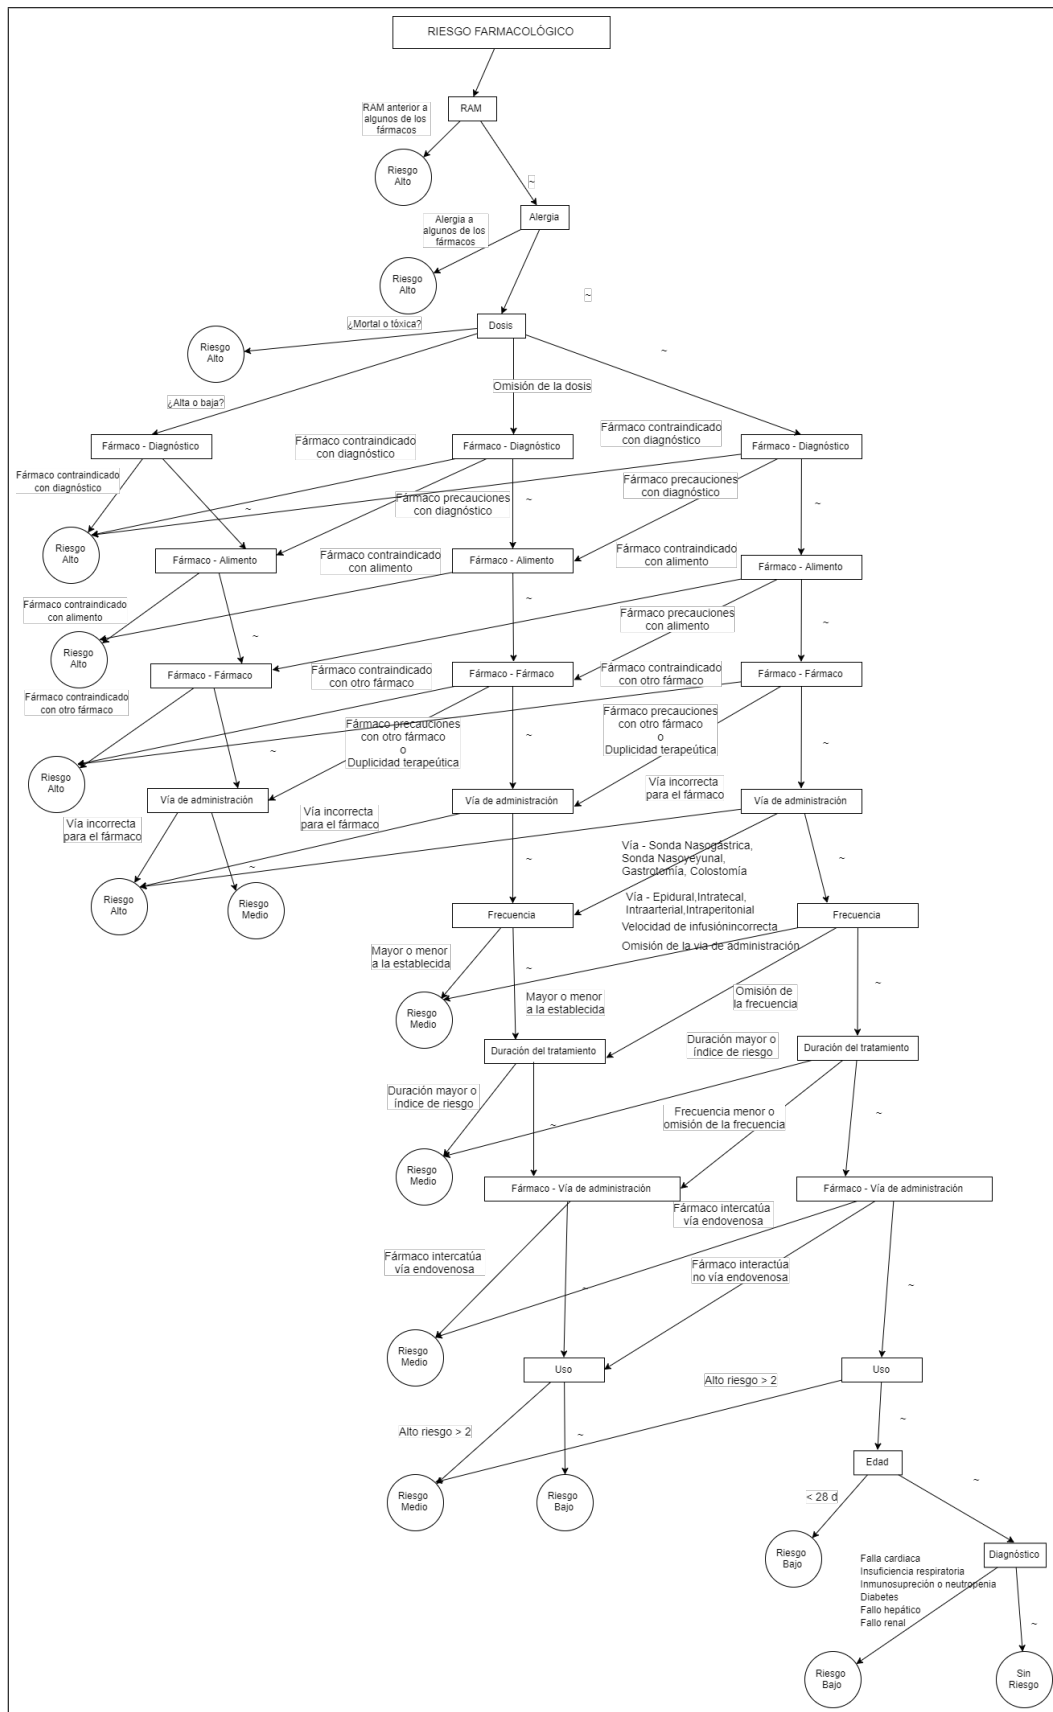 RIESGO FARMACOLÓGICO
RAM
RAM anterior a
algunos de los
fármacos
Riesgo
Alto
~
Alergia
Alergia a
algunos de los
fármacos
Riesgo
Alto
~
Dosis
¿Mortal o tóxica?
Riesgo
Alto
~
Omisión de la dosis
¿Alta o baja?
Fármaco - Diagnóstico
Fármaco contraindicado
con diagnóstico
Fármaco - Diagnóstico
Fármaco contraindicado
con diagnóstico
Fármaco - Diagnóstico
Fármaco contraindicado
con diagnóstico
~
Fármaco precauciones
con diagnóstico
~
Fármaco precauciones
con diagnóstico
~
Riesgo
Alto
Fármaco - Alimento
Fármaco contraindicado
con alimento
Fármaco - Alimento
Fármaco contraindicado
con alimento
Fármaco - Alimento
Fármaco contraindicado
con alimento
~
~
Fármaco precauciones
con alimento
~
Riesgo
Alto
Fármaco - Fármaco
Fármaco contraindicado
con otro fármaco
Fármaco - Fármaco
Fármaco contraindicado
con otro fármaco
Fármaco - Fármaco
Fármaco contraindicado
con otro fármaco
~
Fármaco precauciones
con otro fármaco
o
Duplicidad terapeútica
~
Fármaco precauciones
con otro fármaco
o
Duplicidad terapeútica
~
Riesgo
Alto
Vía de administración
Vía incorrecta
para el fármaco
Vía de administración
Vía incorrecta
para el fármaco
Vía de administración
Vía incorrecta
para el fármaco
~
~
Vía - Sonda Nasogástrica,
Sonda Nasoyeyunal,
Gastrotomía, Colostomía
~
Riesgo
Alto
Riesgo
Medio
Vía - Epidural,Intratecal,
Intraarterial,Intraperitonial
Velocidad de infusiónincorrecta
Omisión de la via de administración
Frecuencia
Frecuencia
Mayor o menor
a la establecida
~
Mayor o menor
a la establecida
Omisión de
la frecuencia
~
Riesgo
Medio
Duración del tratamiento
Duración mayor o
índice de riesgo
Duración del tratamiento
Duración mayor o
índice de riesgo
~
Frecuencia menor o
omisión de la frecuencia
~
Riesgo
Medio
Fármaco - Vía de administración
Fármaco - Vía de administración
Fármaco intercatúa
vía endovenosa
Fármaco intercatúa
vía endovenosa
~
Fármaco interactúa
no vía endovenosa
~
Riesgo
Medio
Uso
Uso
Alto riesgo > 2
Alto riesgo > 2
~
~
Riesgo
Medio
Riesgo
Bajo
Edad
< 28 d
~
Riesgo
Bajo
Diagnóstico
Falla cardiaca
Insuficiencia respiratoria
Inmunosupreción o neutropenia
Diabetes
Fallo hepático
Fallo renal
~
Riesgo
Bajo
Sin
Riesgo